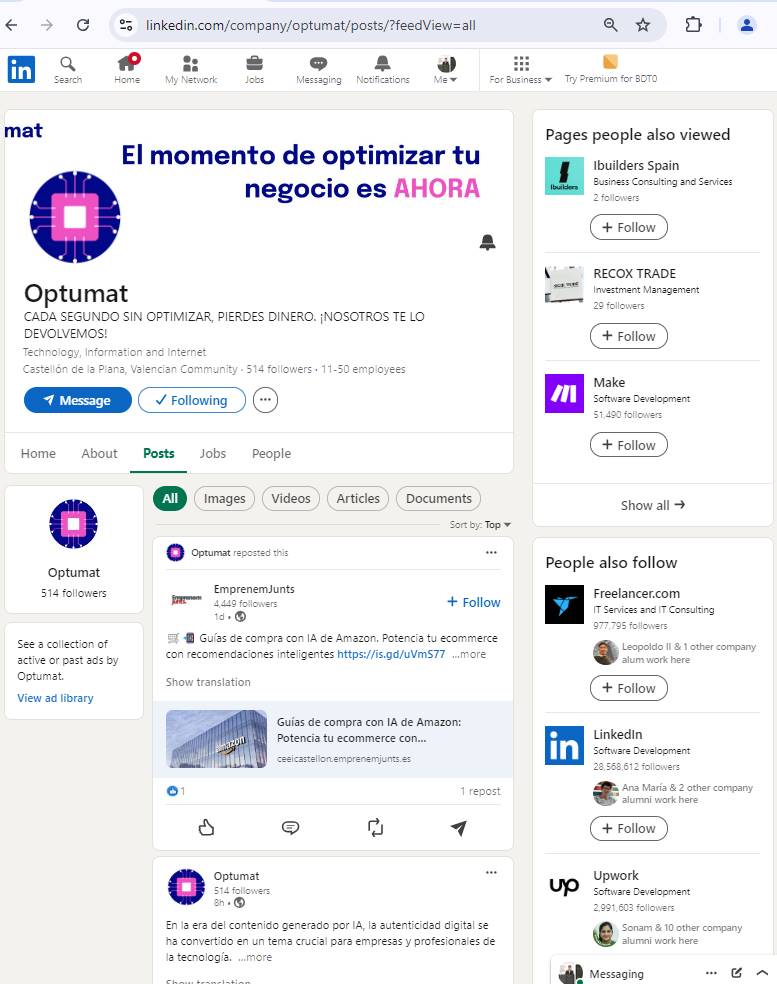 linkedin.com/company/optumat/posts/?feedView=all
in
Search
Home
My Network
Jobs
Messaging
Notifications
Me
For Business
Try Premium for BDT0
mat
El momento de optimizar tu
negocio es AHORA
Optumat
CADA SEGUNDO SIN OPTIMIZAR, PIERDES DINERO. ¡NOSOTROS TE LO
DEVOLVEMOS!
Technology, Information and Internet
Castellón de la Plana, Valencian Community · 514 followers · 11-50 employees
Message
Following
Home
About
Posts
Jobs
People
Optumat
514 followers
See a collection of
active or past ads by
Optumat.
View ad library
All
Images
Videos
Articles
Documents
Sort by: Top
Optumat reposted this
Emprenem
junts.
EmprenemJunts
4,449 followers
1d •
+ Follow
🛒 📲 Guías de compra con IA de Amazon. Potencia tu ecommerce
con recomendaciones inteligentes https://is.gd/uVmS77 ...more
Show translation
amazon
Guías de compra con IA de Amazon:
Potencia tu ecommerce con...
ceeicastellon.emprenemjunts.es
1
1 repost
Optumat
514 followers
8h •
En la era del contenido generado por IA, la autenticidad digital se
ha convertido en un tema crucial para empresas y profesionales de
la tecnología. ...more
Show translation
Pages people also viewed
Ibuilders
Ibuilders Spain
Business Consulting and Services
2 followers
+ Follow
RECOX TRADE
Investment Management
29 followers
+ Follow
Make
Software Development
51,490 followers
+ Follow
Show all →
People also follow
Freelancer.com
IT Services and IT Consulting
977,795 followers
Leopoldo II & 1 other company
alum work here
+ Follow
in
LinkedIn
Software Development
28,568,612 followers
Ana María & 2 other company
alumni work here
+ Follow
up
Upwork
Software Development
2,991,603 followers
Sonam & 10 other company
alumni work here
Messaging